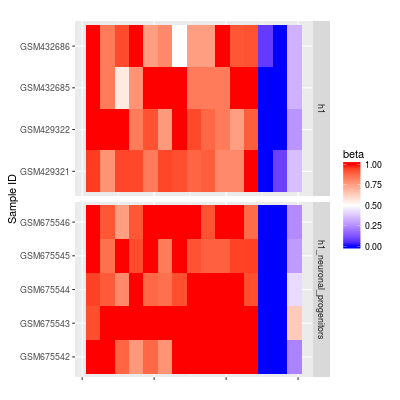 Sample ID
GSM432686
GSM432685
GSM429322
GSM429321
h1
GSM675546
GSM675545
GSM675544
GSM675543
GSM675542
h1_neuronal_progenitors
beta
1.00
0.75
0.50
0.25
0.00